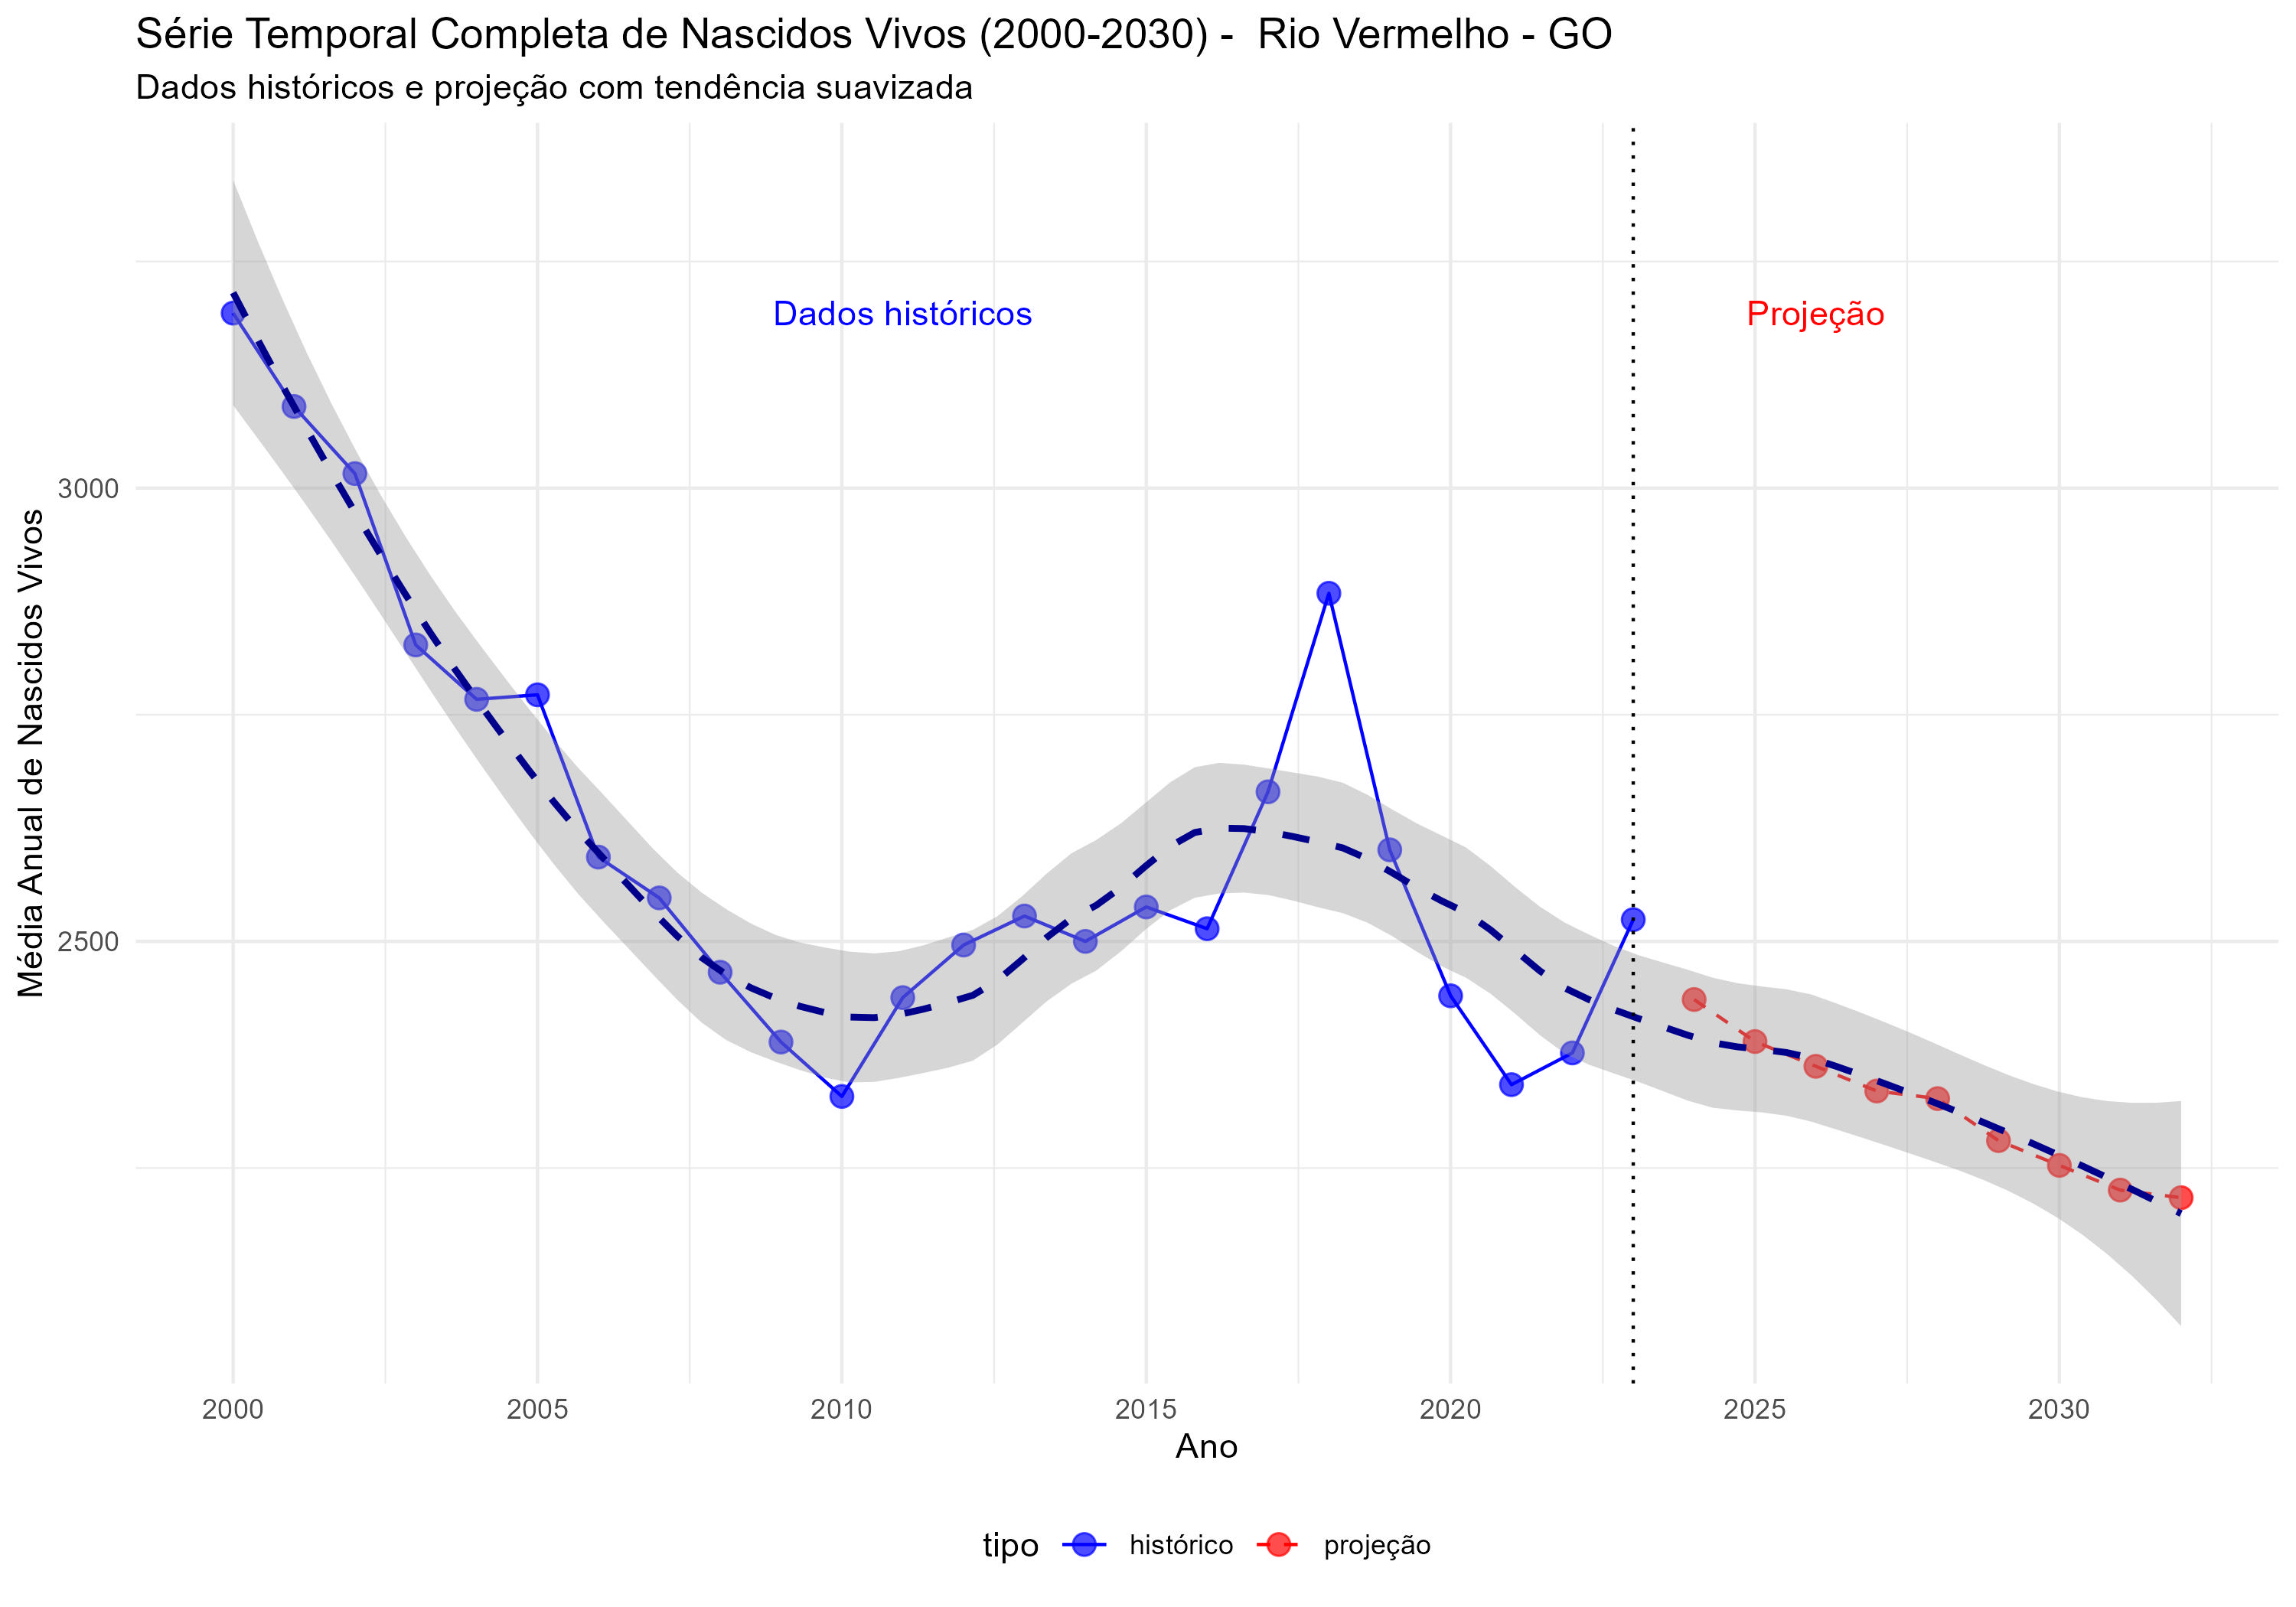 Série Temporal Completa de Nascidos Vivos (2000-2030) -  Rio Vermelho - GO
Dados históricos e projeção com tendência suavizada
Dados históricos
Projeção
Média Anual de Nascidos Vivos
3000
2500
2000
2005
2010
2015
2020
2025
2030
Ano
tipo
histórico
projeção